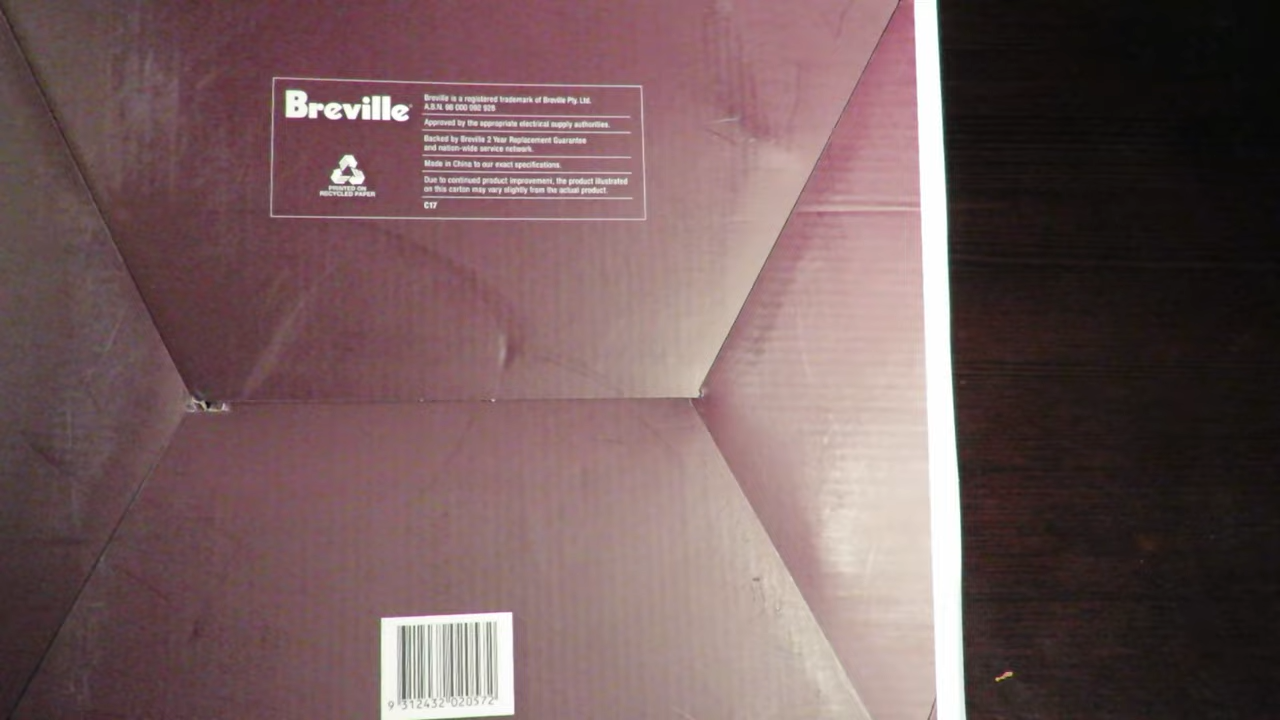 Breville
Breville is a registered trademark of Breville Pty. Ltd.
A.B.N. 98 000 092 928
Approved by the appropriate electrical supply authorities.
Backed by Breville 2 Year Replacement Guarantee
and nation-wide service network.
Made in China to our exact specifications.
Due to continued product improvement, the product illustrated
on this carton may vary slightly from the actual product.
C17
PRINTED ON
RECYCLED PAPER
9 312432 020572